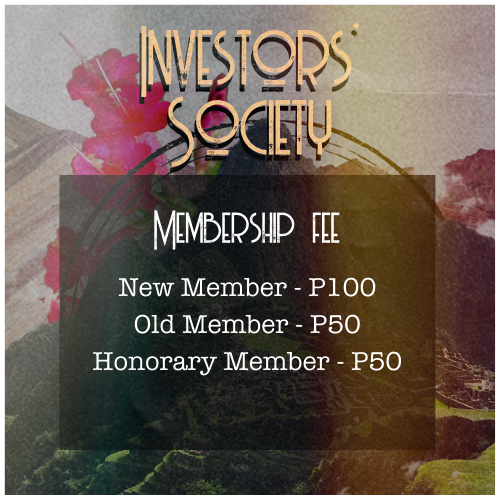 Investors'
Society
Membership fee
New Member - P100
Old Member - P50
Honorary Member - P50